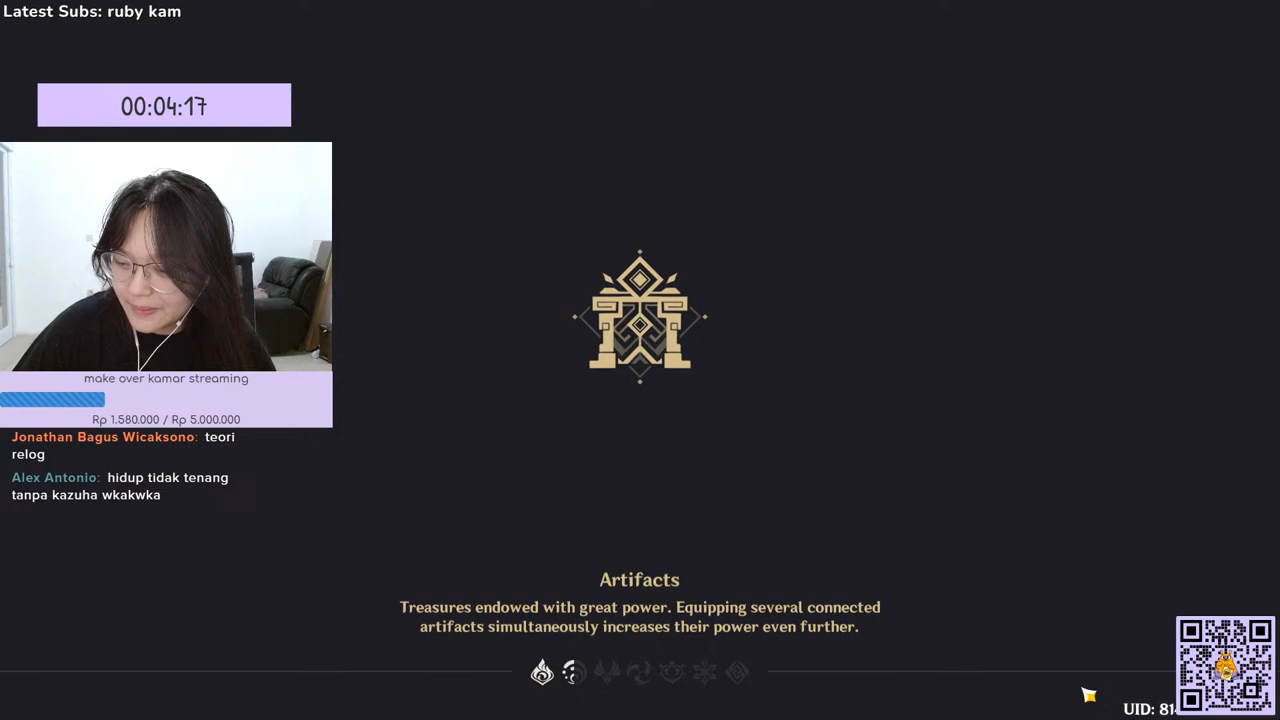 Latest Subs: ruby kam
00:04:17
make over kamar streaming
Rp 1.580.000 / Rp 5.000.000
Jonathan Bagus Wicaksono: teori
relog
Alex Antonio: hidup tidak tenang
tanpa kazuha wkakwka
Artifacts
Treasures endowed with great power. Equipping several connected
artifacts simultaneously increases their power even further.
UID: 81